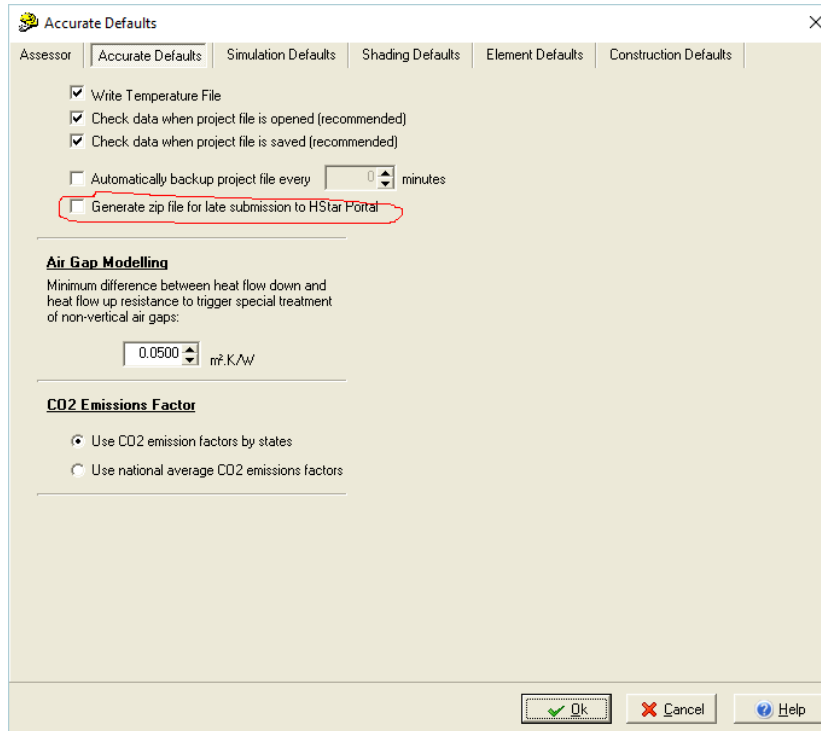 Accurate Defaults
Assessor Accurate Defaults Simulation Defaults Shading Defaults Element Defaults Construction Defaults
Write Temperature File
Check data when project file is opened (recommended)
Check data when project file is saved (recommended)
Automatically backup project file every 0 minutes
Generate zip file for late submission to HStar Portal
Air Gap Modelling
Minimum difference between heat flow down and
heat flow up resistance to trigger special treatment
of non-vertical air gaps:
0.0500 m².K/W
CO2 Emissions Factor
Use CO2 emission factors by states
Use national average CO2 emissions factors
Ok Cancel Help